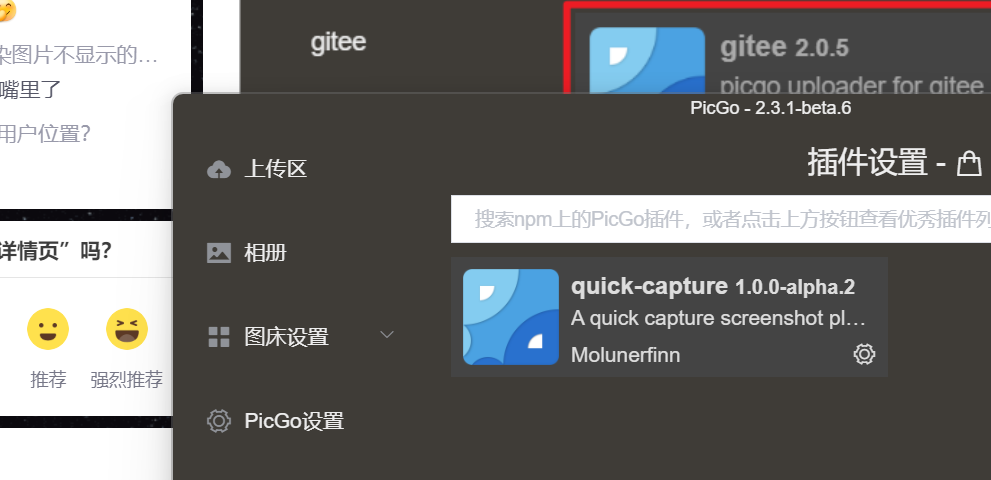 gitee
gitee 2.0.5
picgo uploader for gitee
染图片不显示的...
嘴里了
用户位置?
详情页”吗?
推荐
强烈推荐
PicGo - 2.3.1-beta.6
上传区
相册
图床设置
PicGo设置
插件设置 -
搜索npm上的PicGo插件，或者点击上方按钮查看优秀插件列
quick-capture 1.0.0-alpha.2
A quick capture screenshot pl...
Molunerfinn